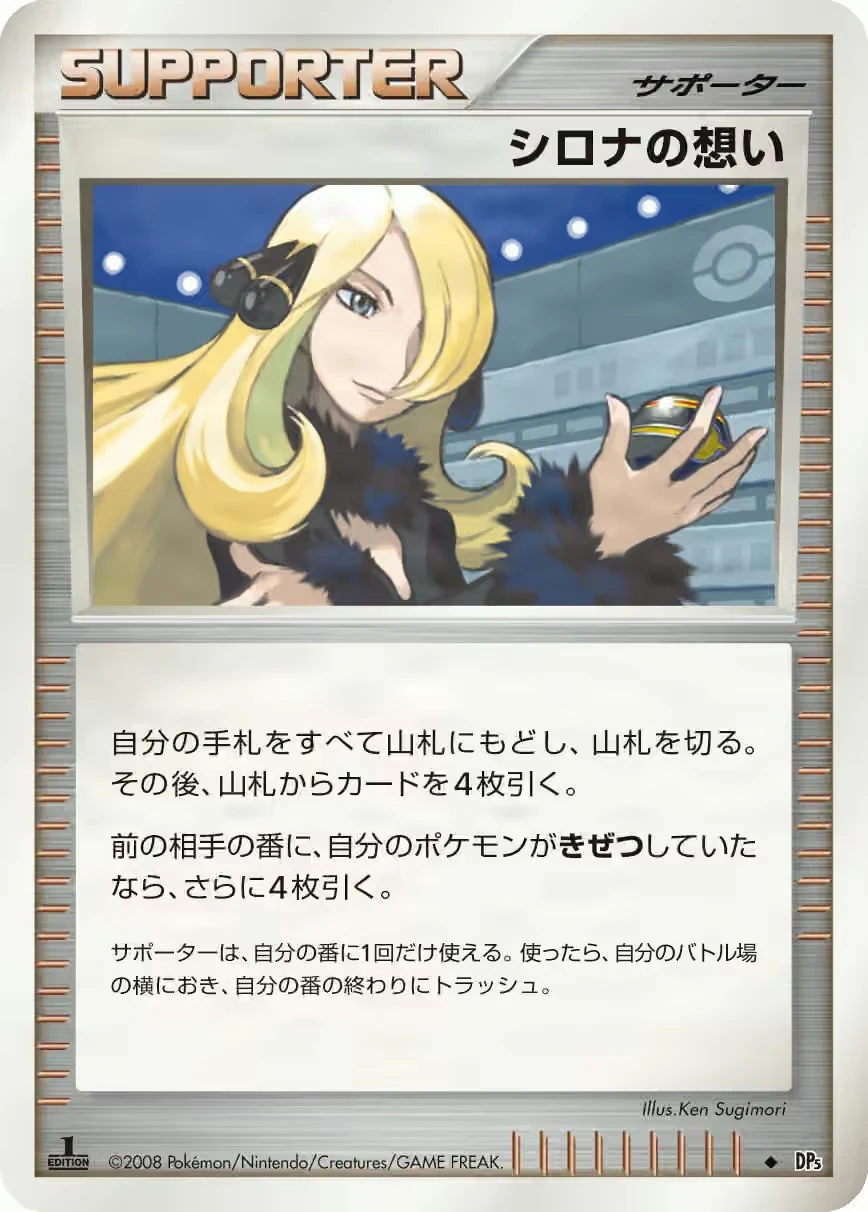 SUPPORTER
サポーター
シロナの想い
自分の手札をすべて山札にもどし、山札を切る。
その後、山札からカードを4枚引く。
前の相手の番に、自分のポケモンがきぜつしていた
なら、さらに4枚引く。
サポーターは、自分の番に1回だけ使える。使ったら、自分のバトル場
の横におき、自分の番の終わりにトラッシュ。
Illus.Ken Sugimori
1
EDITION
©2008 Pokémon/Nintendo/Creatures/GAME FREAK.
◆ DP5